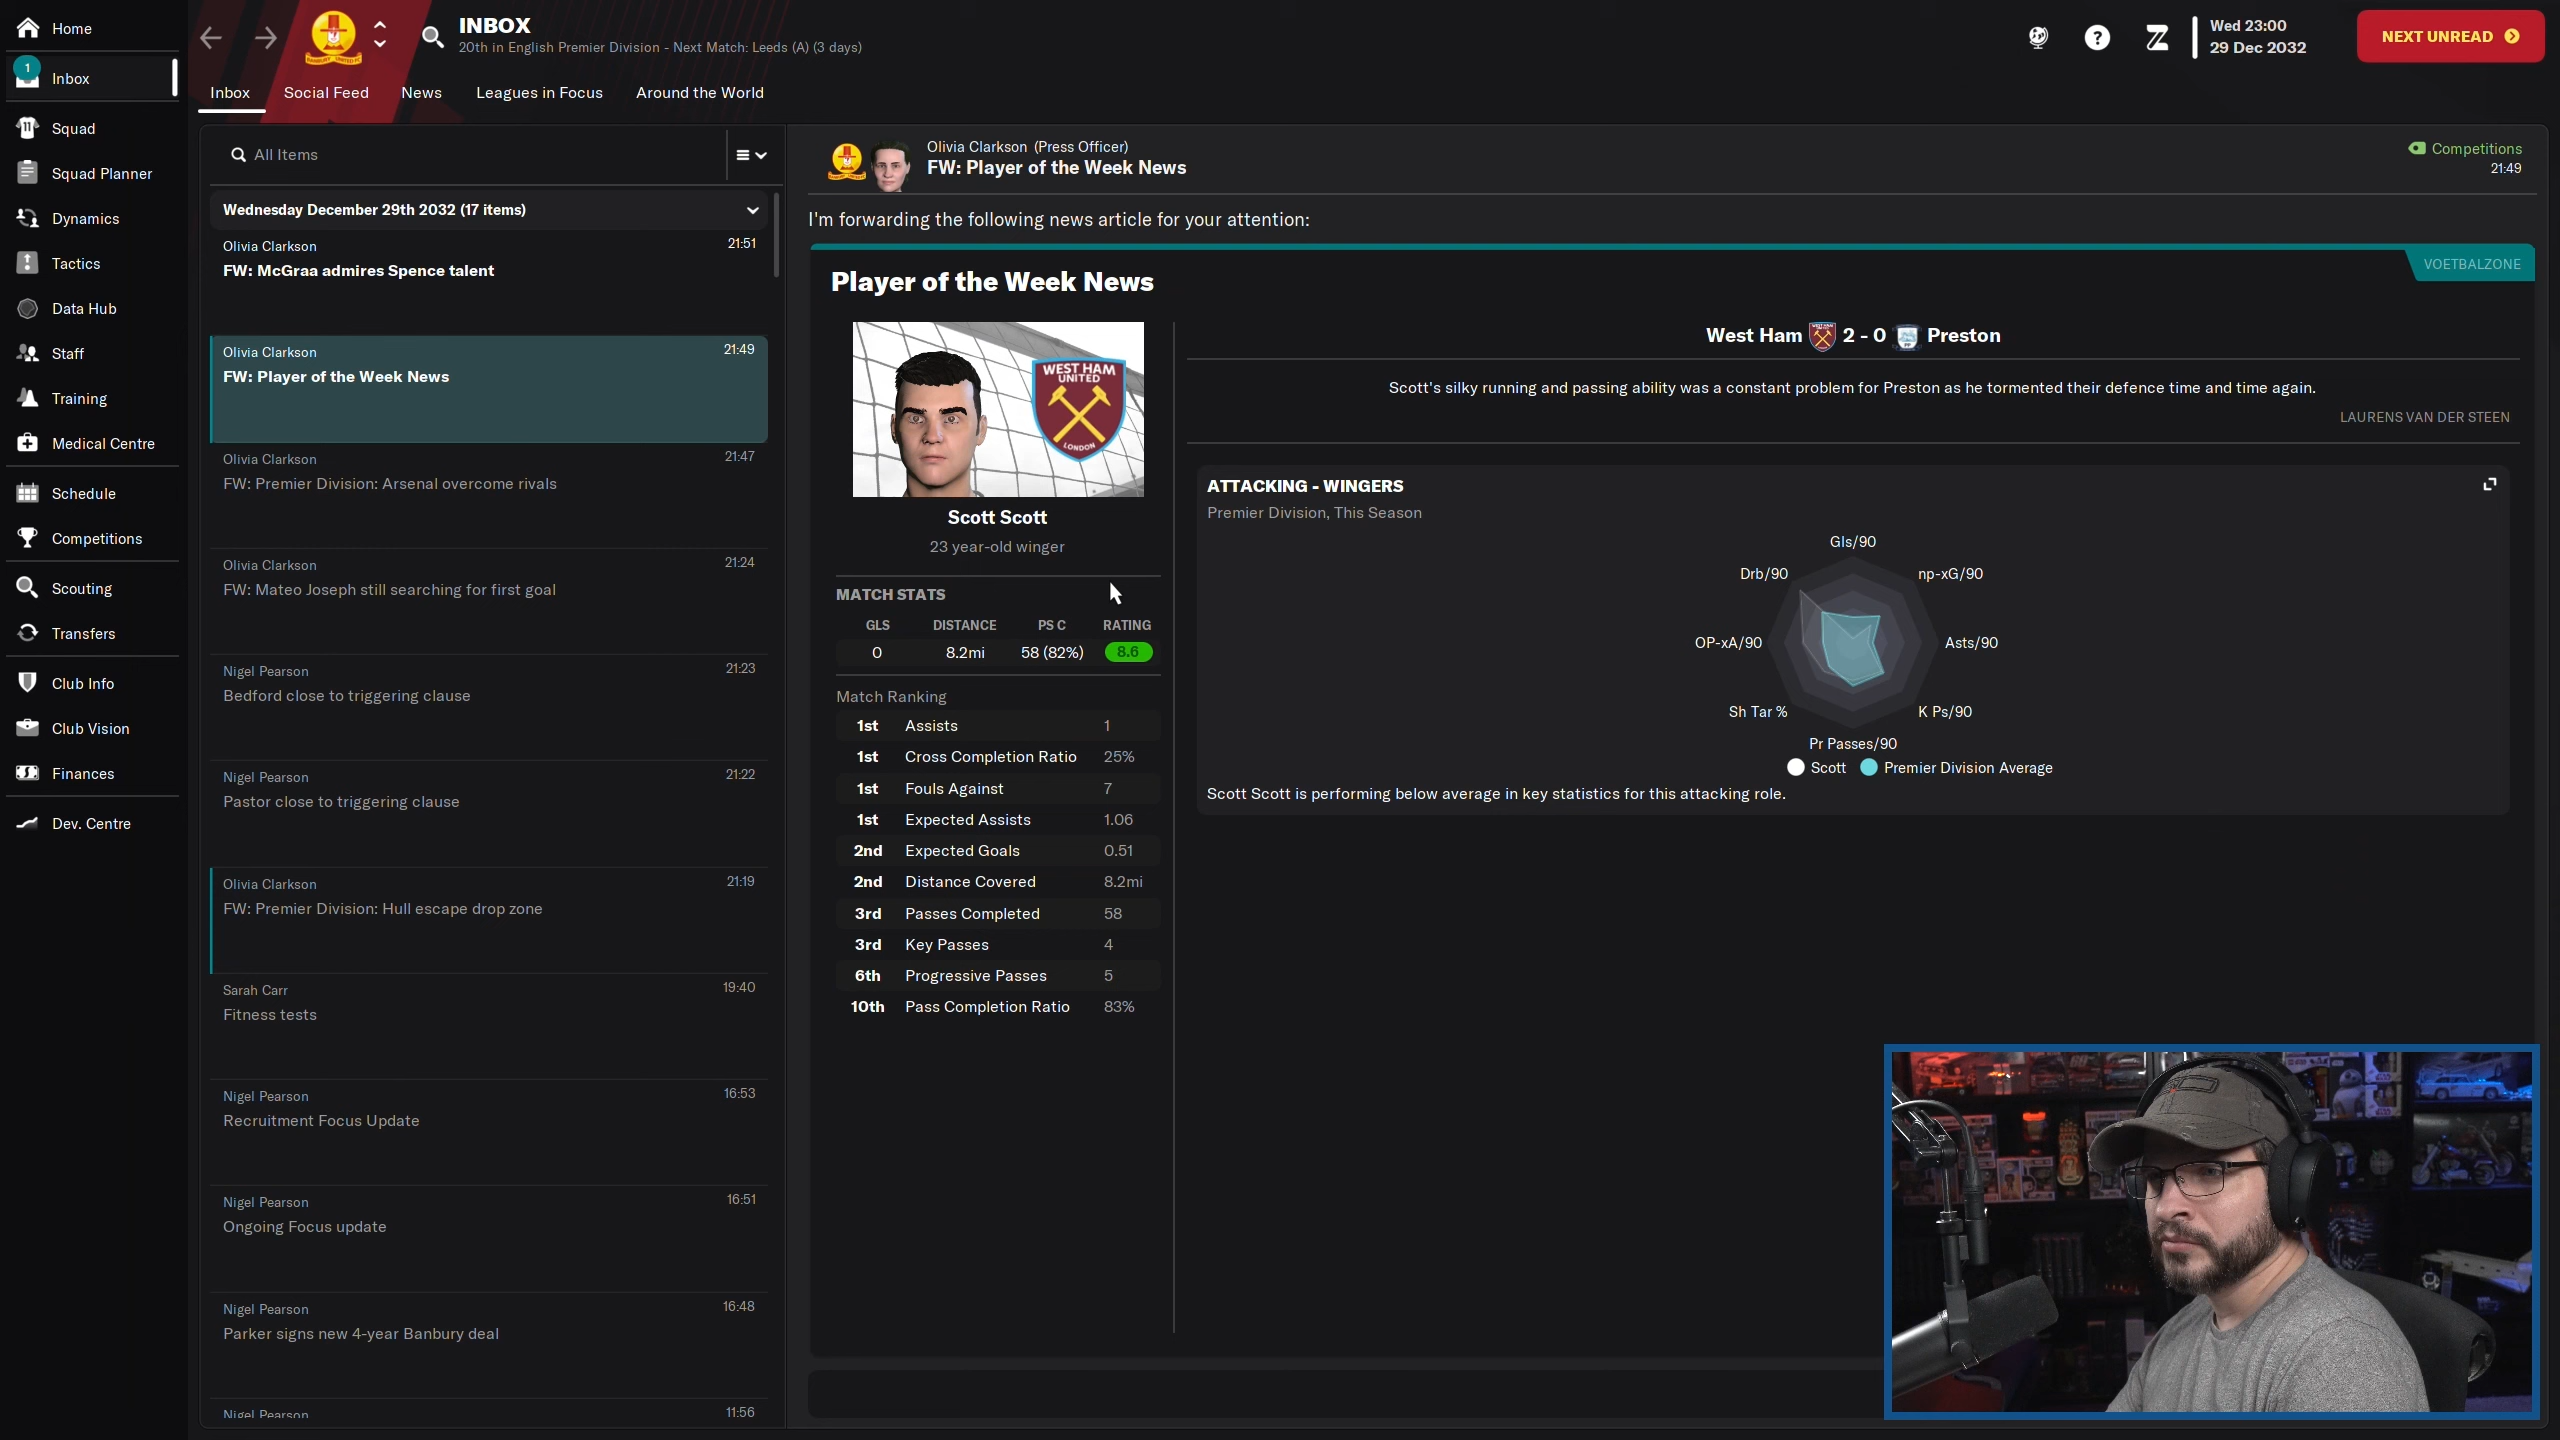 Home
1
Inbox
Squad
Squad Planner
Dynamics
Tactics
Data Hub
Staff
Training
Medical Centre
Schedule
Competitions
Scouting
Transfers
Club Info
Club Vision
Finances
Dev. Centre
INBOX
20th in English Premier Division - Next Match: Leeds (A) (3 days)
Wed 23:00
29 Dec 2032
NEXT UNREAD
Inbox
Social Feed
News
Leagues in Focus
Around the World
All Items
Wednesday December 29th 2032 (17 items)
Olivia Clarkson 21:51
FW: McGraa admires Spence talent
Olivia Clarkson 21:49
FW: Player of the Week News
Olivia Clarkson 21:47
FW: Premier Division: Arsenal overcome rivals
Olivia Clarkson 21:24
FW: Mateo Joseph still searching for first goal
Nigel Pearson 21:23
Bedford close to triggering clause
Nigel Pearson 21:22
Pastor close to triggering clause
Olivia Clarkson 21:19
FW: Premier Division: Hull escape drop zone
Sarah Carr 19:40
Fitness tests
Nigel Pearson 16:53
Recruitment Focus Update
Nigel Pearson 16:51
Ongoing Focus update
Nigel Pearson 16:48
Parker signs new 4-year Banbury deal
Nigel Pearson 11:56
Olivia Clarkson (Press Officer)
FW: Player of the Week News
Competitions
21:49
I'm forwarding the following news article for your attention:
VOETBALZONE
Player of the Week News
WEST HAM
UNITED
LONDON
Scott Scott
23 year-old winger
MATCH STATS
GLS DISTANCE PS C RATING
0 8.2mi 58 (82%) 8.6
Match Ranking
1st Assists 1
1st Cross Completion Ratio 25%
1st Fouls Against 7
1st Expected Assists 1.06
2nd Expected Goals 0.51
2nd Distance Covered 8.2mi
3rd Passes Completed 58
3rd Key Passes 4
6th Progressive Passes 5
10th Pass Completion Ratio 83%
West Ham 2 - 0 Preston
Scott's silky running and passing ability was a constant problem for Preston as he tormented their defence time and time again.
LAURENS VAN DER STEEN
ATTACKING - WINGERS
Premier Division, This Season
Gls/90
Drb/90 np-xG/90
OP-xA/90 Asts/90
Sh Tar % K Ps/90
Pr Passes/90
Scott Premier Division Average
Scott Scott is performing below average in key statistics for this attacking role.